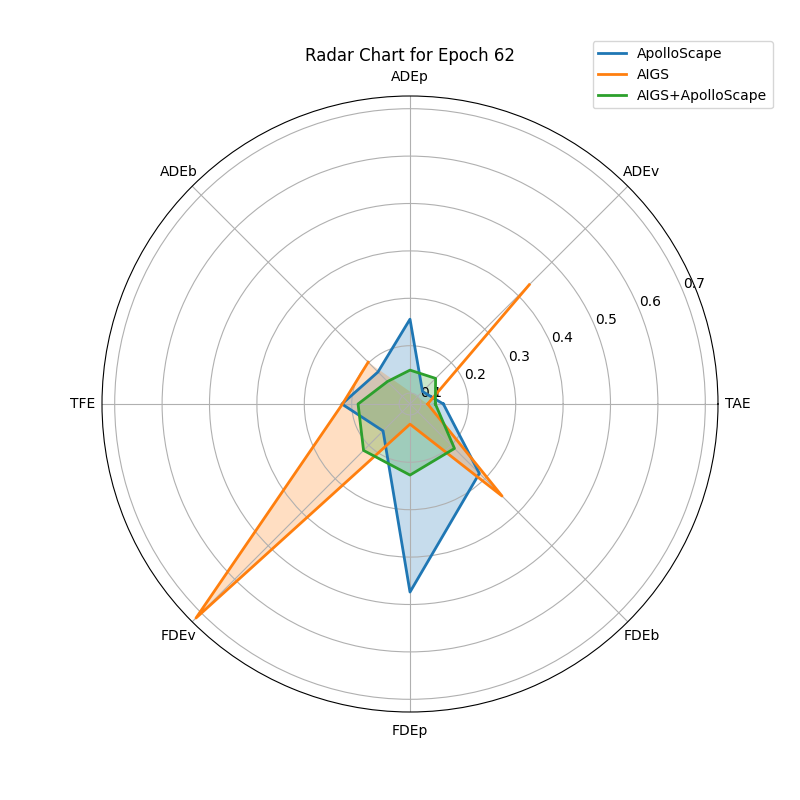 Radar Chart for Epoch 62
ApolloScape
AIGS
AIGS+ApolloScape
ADEp
ADEb
ADEv
0.7
0.6
0.5
0.4
0.3
0.2
0.1
TFE
TAE
FDEv
FDEb
FDEp